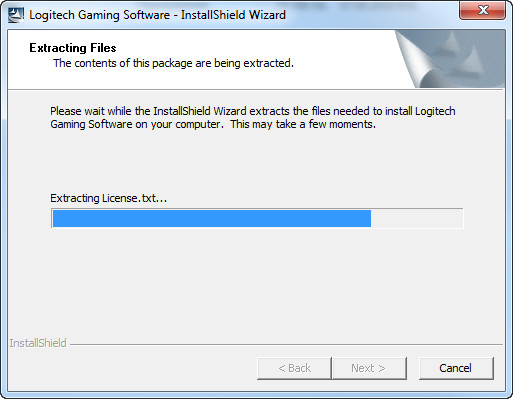 Logitech Gaming Software - InstallShield Wizard
Extracting Files
The contents of this package are being extracted.
Please wait while the InstallShield Wizard extracts the files needed to install Logitech
Gaming Software on your computer.  This may take a few moments.
Extracting License.txt...
InstallShield
< Back
Next >
Cancel